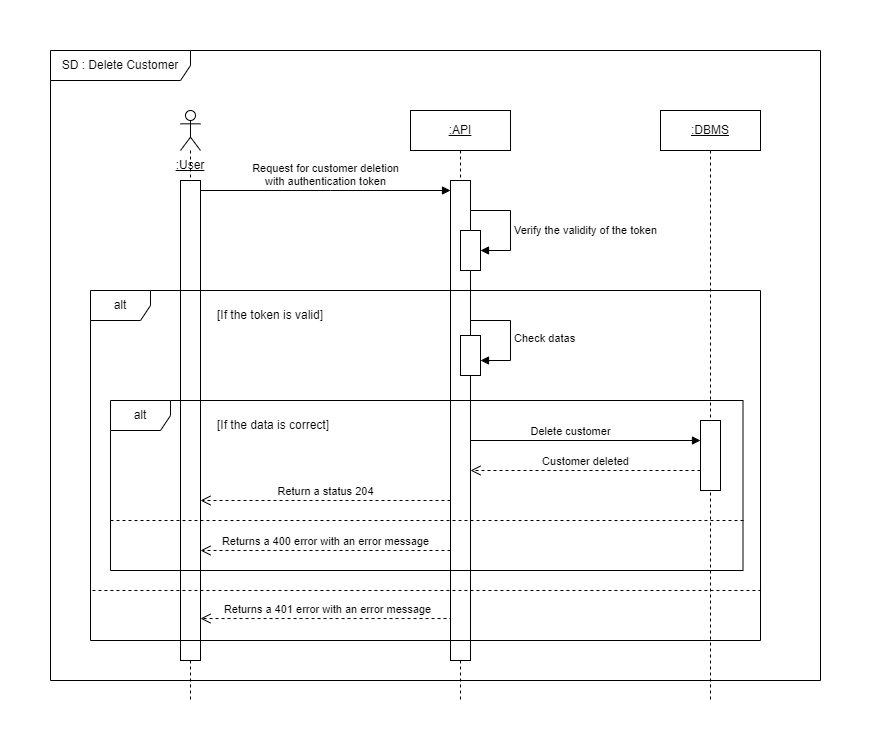 SD : Delete Customer
:User
:API
:DBMS
Request for customer deletion
with authentication token
Verify the validity of the token
alt
[If the token is valid]
Check datas
alt
[If the data is correct]
Delete customer
Customer deleted
Return a status 204
Returns a 400 error with an error message
Returns a 401 error with an error message